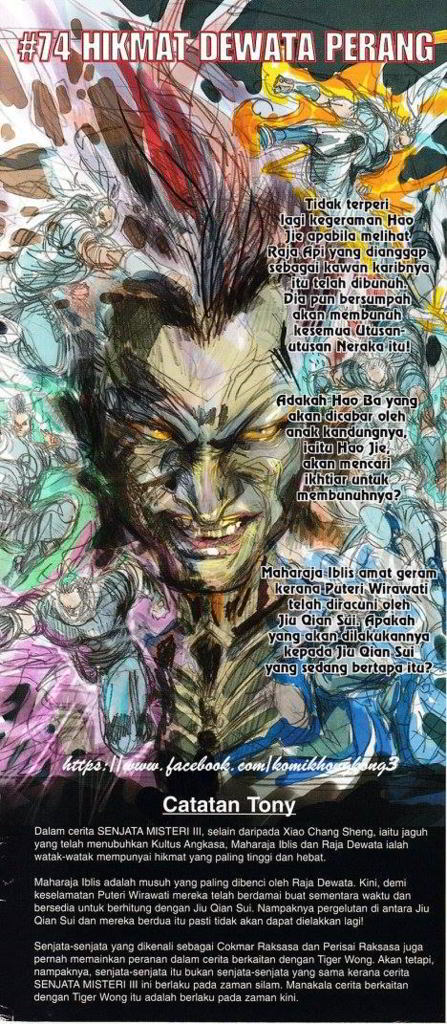 #74 HIKMAT DEWATA PERANG
Tidak terperi
lagi kegeraman Hao
Jie apabila melihat
Raja Api yang dianggap
sebagai kawan karibnya
itu telah dibunuh.
Dia pun bersumpah
akan membunuh
kesemua Utusan-
utusan Neraka itu!
Adakah Hao Ba yang
akan dicabar oleh
anak kandungnya,
iaitu Hao Jie,
akan mencari
ikhtiar untuk
membunuhnya?
Maharaja Iblis amat geram
kerana Puteri Wirawati
telah diracuni oleh
Jiu Qian Sui. Apakah
yang akan dilakukannya
kepada Jiu Qian Sui
yang sedang bertapa itu?
https://www.facebook.com/komikhongkong3
Catatan Tony
Dalam cerita SENJATA MISTERI III, selain daripada Xiao Chang Sheng, iaitu jaguh
yang telah menubuhkan Kultus Angkasa, Maharaja Iblis dan Raja Dewata ialah
watak-watak mempunyai hikmat yang paling tinggi dan hebat.
Maharaja Iblis adalah musuh yang paling dibenci oleh Raja Dewata. Kini, demi
keselamatan Puteri Wirawati mereka telah berdamai buat sementara waktu dan
bersedia untuk berhitung dengan Jiu Qian Sui. Nampaknya pergelutan di antara Jiu
Qian Sui dan mereka berdua itu pasti tidak akan dapat dielakkan lagi!
Senjata-senjata yang dikenali sebagai Cokmar Raksasa dan Perisai Raksasa juga
pernah memainkan peranan dalam cerita berkaitan dengan Tiger Wong. Akan tetapi,
nampaknya, senjata-senjata itu bukan senjata-senjata yang sama kerana cerita
SENJATA MISTERI III ini berlaku pada zaman silam. Manakala cerita berkaitan
dengan Tiger Wong itu adalah berlaku pada zaman kini.